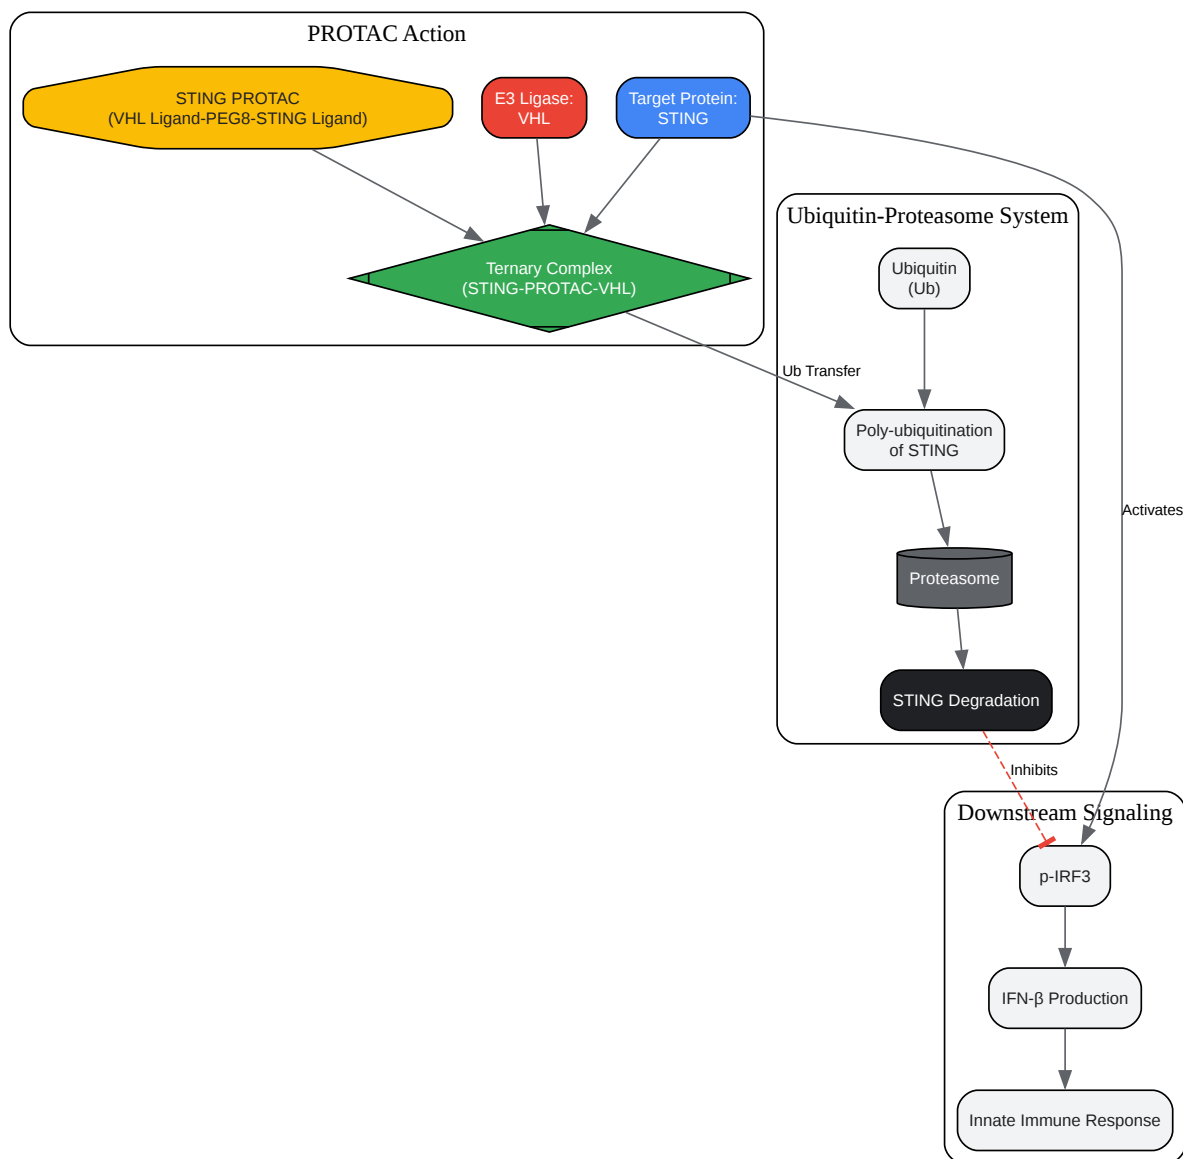 PROTAC Action
STING PROTAC
(VHL Ligand-PEG8-STING Ligand)
E3 Ligase:
VHL
Target Protein:
STING
Ternary Complex
(STING-PROTAC-VHL)
Ubiquitin-Proteasome System
Ubiquitin
(Ub)
Ub Transfer
Poly-ubiquitination
of STING
Activates
Proteasome
STING Degradation
Inhibits
Downstream Signaling
p-IRF3
IFN-β Production
Innate Immune Response